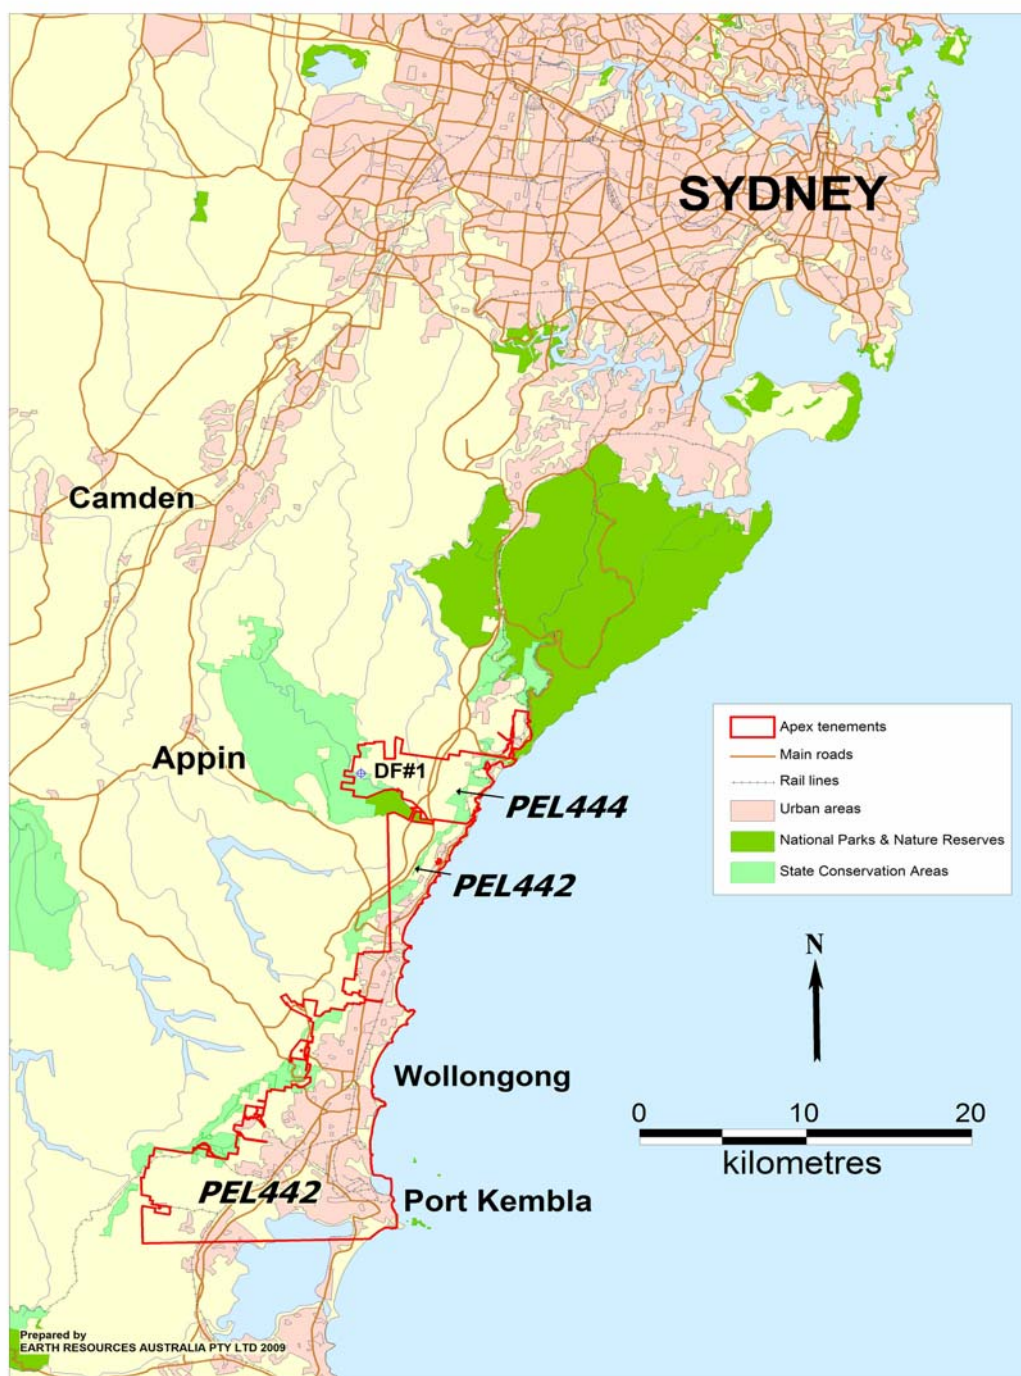 SYDNEY
Camden
Apex tenements
Main roads
Appin
DF#1
Rail lines
PEL444
Urban areas
National Parks & Nature Reserves
PEL442
State Conservation Areas
N
Wollongong
0 10 20
kilometres
PEL442
Port Kembla
Prepared by
EARTH RESOURCES AUSTRALIA PTY LTD 2009